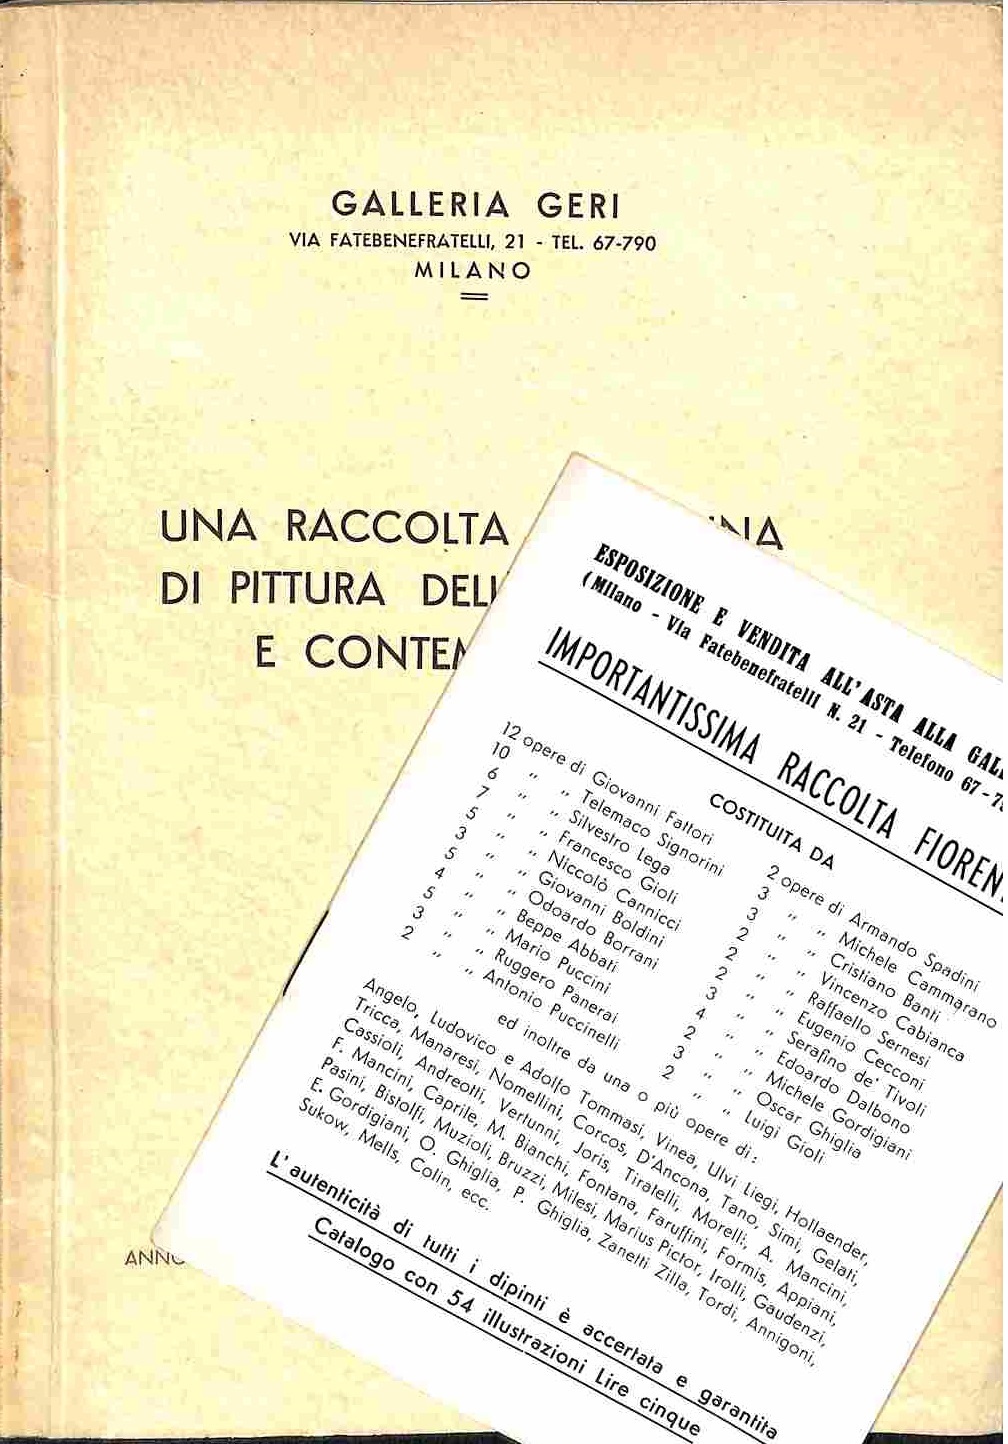 GALLERIA GERI
VIA FATEBENEFRATELLI, 21 - TEL. 67-790
MILANO
UNA RACCOLTA
DI PITTURA DELL
E CONTEM
ANNO
ESPOSIZIONE E VENDITA ALL'ASTA ALLA GAL
(Milano - Via Fatebenefratelli N. 21 - Telefono 67-7
IMPORTANTISSIMA RACCOLTA FIOREN
COSTITUITA DA
12 opere di Giovanni Fattori
10 " " Telemaco Signorini
6 " " Silvestro Lega
7 " " Francesco Gioli
5 " " Niccolò Cannicci
3 " " Giovanni Boldini
5 " " Odoardo Borrani
4 " " Beppe Abbati
5 " " Mario Puccini
3 " " Ruggero Panerai
2 " " Antonio Puccinelli
2 opere di Armando Spadini
3 " " Michele Cammarano
3 " " Cristiano Banti
2 " " Vincenzo Cabianca
2 " " Raffaello Sernesi
2 " " Eugenio Cecconi
3 " " Serafino de' Tivoli
4 " " Edoardo Dalbono
2 " " Michele Gordigiani
3 " " Oscar Ghiglia
2 " " Luigi Gioli
ed inoltre da una o più opere di:
Angelo, Ludovico e Adolfo Tommasi, Vinea, Ulvi Liegi, Hollaender,
Tricca, Manaresi, Nomellini, Corcos, D'Ancona, Tano, Simi, Gelati,
Cassioli, Andreotti, Vertunni, Joris, Tiratelli, Morelli, A. Mancini,
F. Mancini, Caprile, M. Bianchi, Fontana, Faruffini, Formis, Appiani,
Pasini, Bistolfi, Muzioli, Bruzzi, Milesi, Marius Pictor, Irolli, Gaudenzi,
E. Gordigiani, O. Ghiglia, P. Ghiglia, Zanetti Zilla, Tordi, Annigoni,
Sukow, Mells, Colin, ecc.
L'autenticità di tutti i dipinti è accertata e garantita
Catalogo con 54 illustrazioni Lire cinque